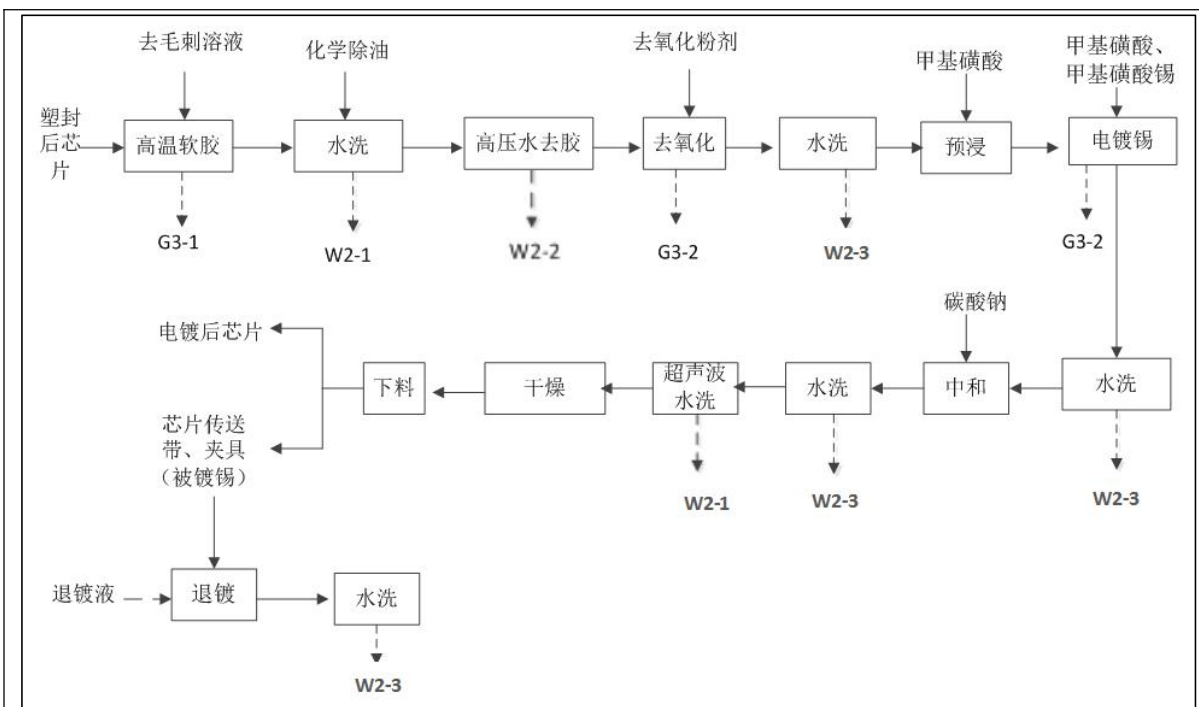 去毛刺溶液
化学除油
去氧化粉剂
甲基磺酸
甲基磺酸、
甲基磺酸锡
塑封
后芯
片
高温软胶
水洗
高压水去胶
去氧化
水洗
预浸
电镀锡
G3-1
W2-1
W2-2
G3-2
W2-3
G3-2
碳酸钠
电镀后芯片
下料
干燥
超声波
水洗
水洗
中和
水洗
芯片传送
带、夹具
（被镀锡）
W2-1
W2-3
W2-3
退镀液
退镀
水洗
W2-3